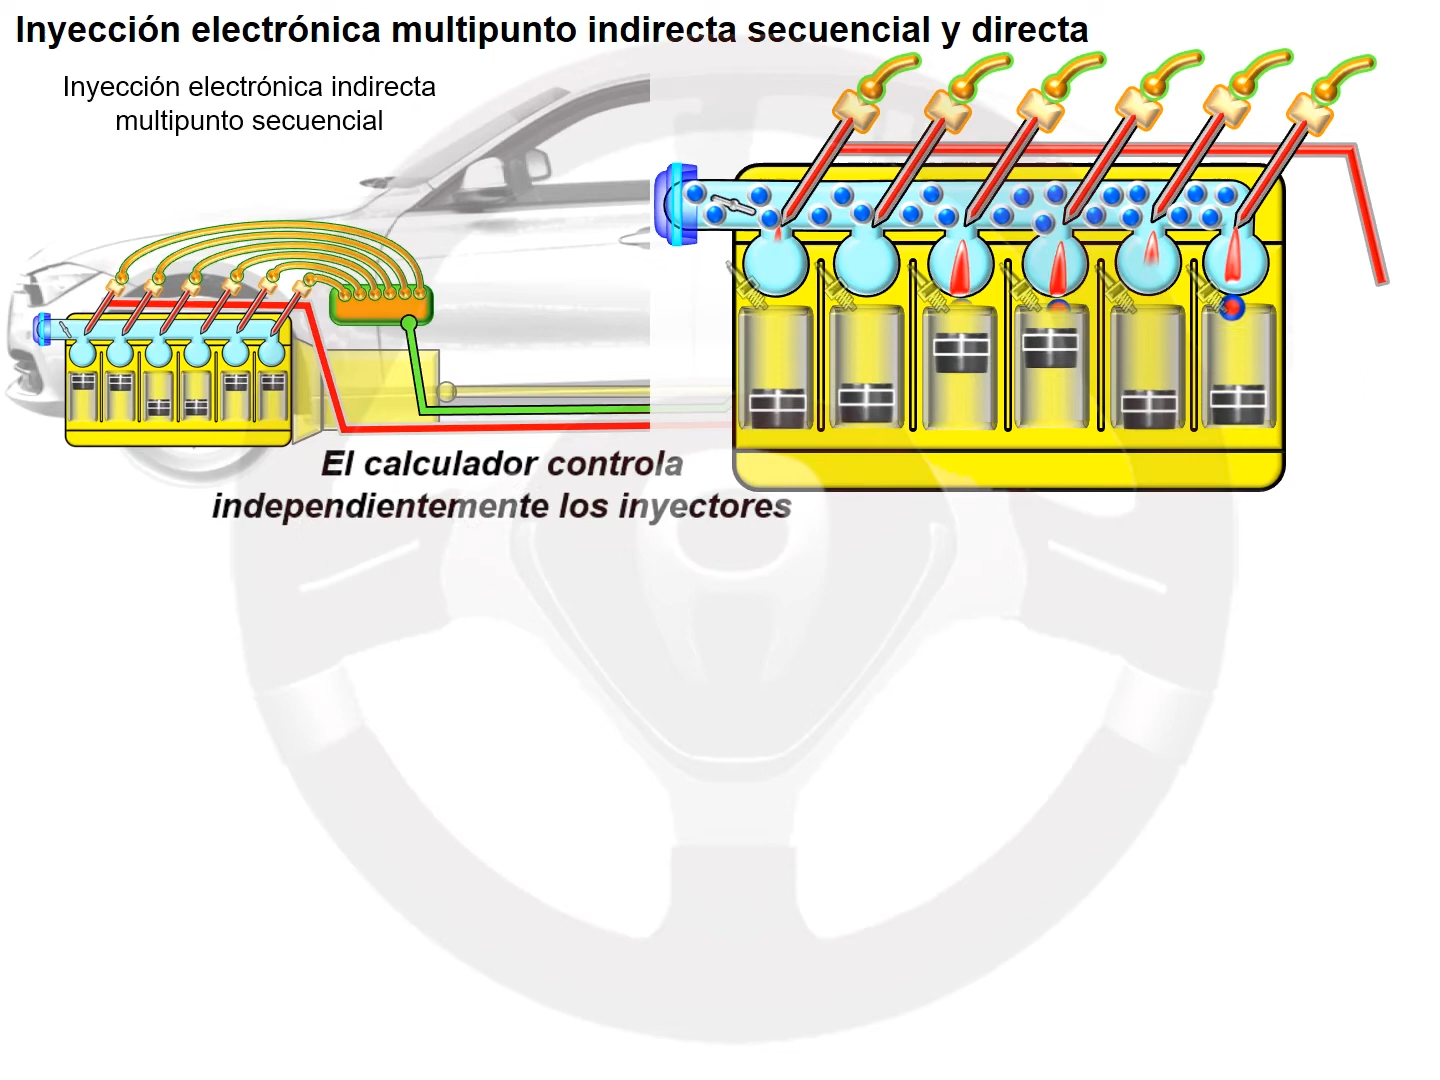 Inyección electrónica multipunto indirecta secuencial y directa
Inyección electrónica indirecta
multipunto secuencial
El calculador controla
independientemente los inyectores